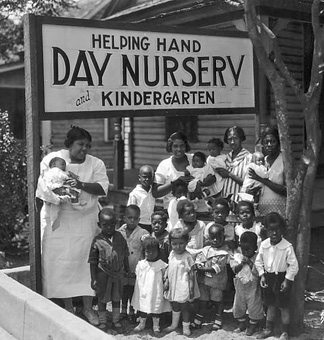 HELPING HAND
DAY NURSERY
and KINDERGARTEN